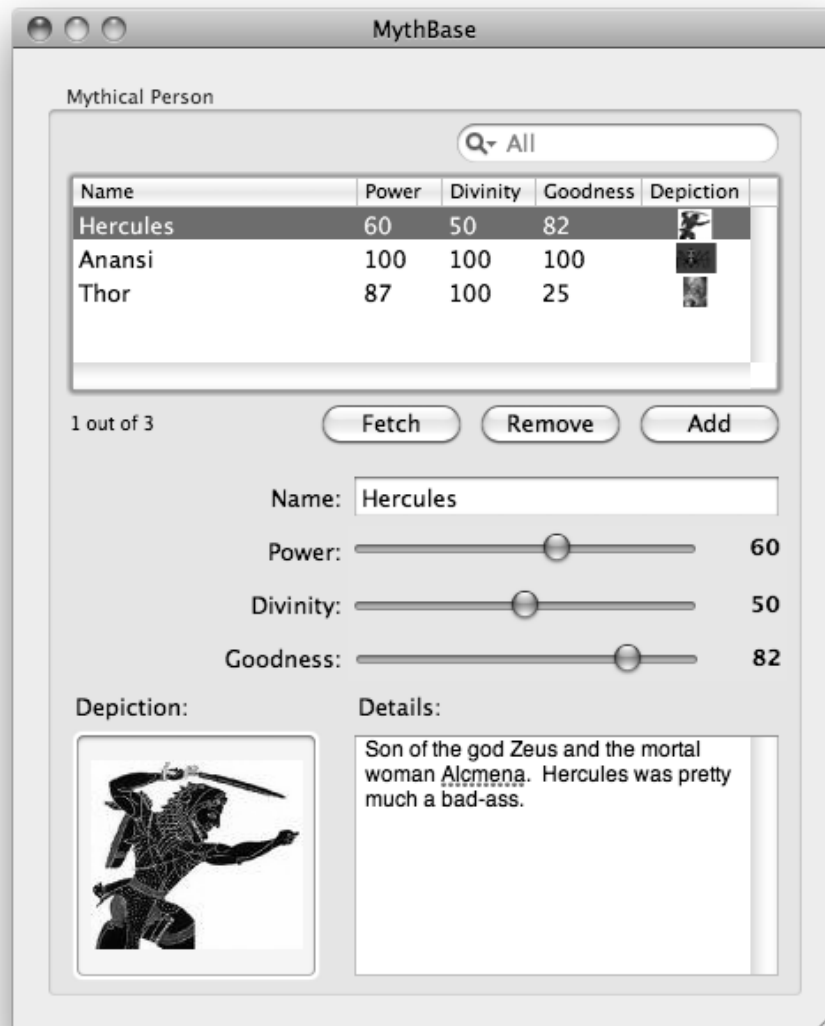 MythBase
Mythical Person
All
Name Power Divinity Goodness Depiction
Hercules 60 50 82
Anansi 100 100 100
Thor 87 100 25
1 out of 3 Fetch Remove Add
Name: Hercules
Power: 60
Divinity: 50
Goodness: 82
Depiction: Details:
Son of the god Zeus and the mortal
woman Alcmena.  Hercules was pretty
much a bad-ass.